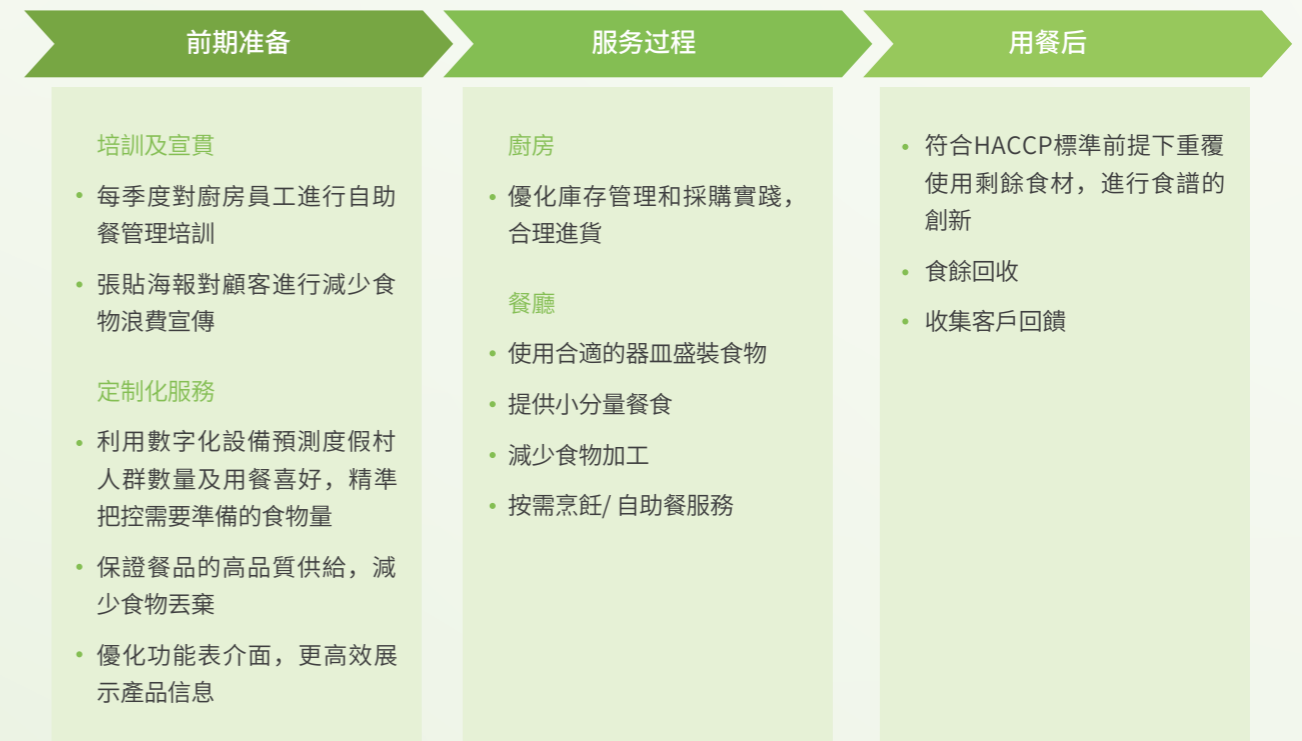 前期准备
培訓及宣貫
• 每季度對廚房員工進行自助
餐管理培訓
• 張貼海報對顧客進行減少食
物浪費宣傳
定制化服務
• 利用數字化設備預測度假村
人群數量及用餐喜好，精準
把控需要準備的食物量
• 保證餐品的高品質供給，減
少食物丟棄
• 優化功能表介面，更高效展
示產品信息
服务过程
廚房
• 優化庫存管理和採購實踐，
合理進貨
餐廳
• 使用合適的器皿盛裝食物
• 提供小分量餐食
• 減少食物加工
• 按需烹飪/ 自助餐服務
用餐后
• 符合HACCP標準前提下重覆
使用剩餘食材，進行食譜的
創新
• 食餘回收
• 收集客戶回饋